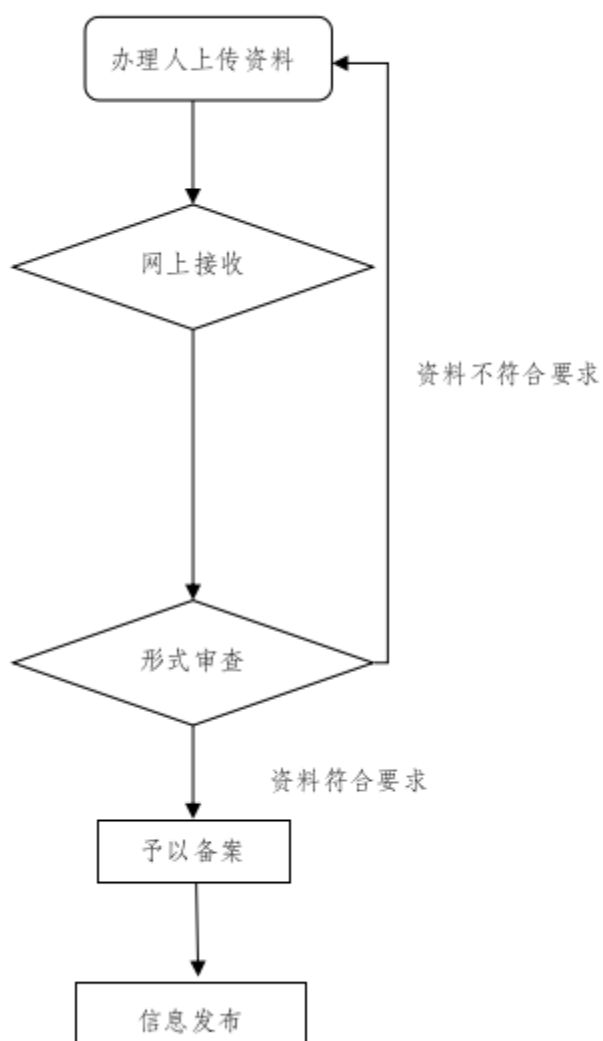 办理人上传资料
网上接收
资料不符合要求
形式审查
资料符合要求
予以备案
信息发布